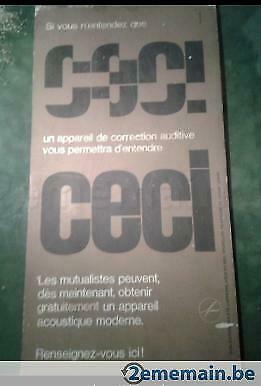 Si vous n'entendez que
un appareil de correction auditive
vous permettra d'entendre
ceci
Les mutualistes peuvent,
dès maintenant, obtenir
gratuitement un appareil
acoustique moderne.
Renseignez-vous ici!
2ememain.be